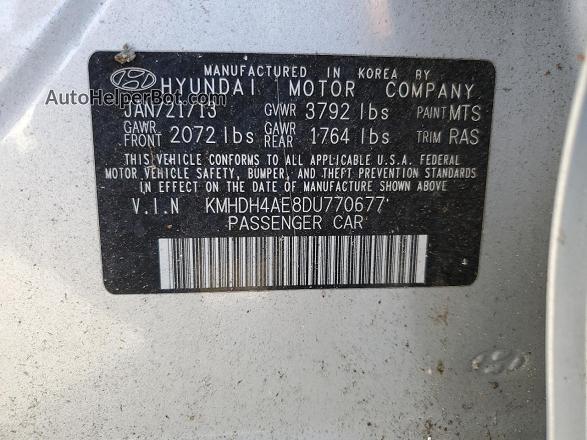 MANUFACTURED IN KOREA BY
HYUNDAI MOTOR COMPANY
AutoHelperBot.com
JAN/21/13 GVWR 3792 lbs PAINT MTS
GAWR FRONT 2072 lbs GAWR REAR 1764 lbs TRIM RAS
THIS VEHICLE CONFORMS TO ALL APPLICABLE U.S.A. FEDERAL
MOTOR VEHICLE SAFETY, BUMPER, AND THEFT PREVENTION STANDARDS
IN EFFECT ON THE DATE OF MANUFACTURE SHOWN ABOVE
V.I.N KMHDH4AE8DU770677
PASSENGER CAR